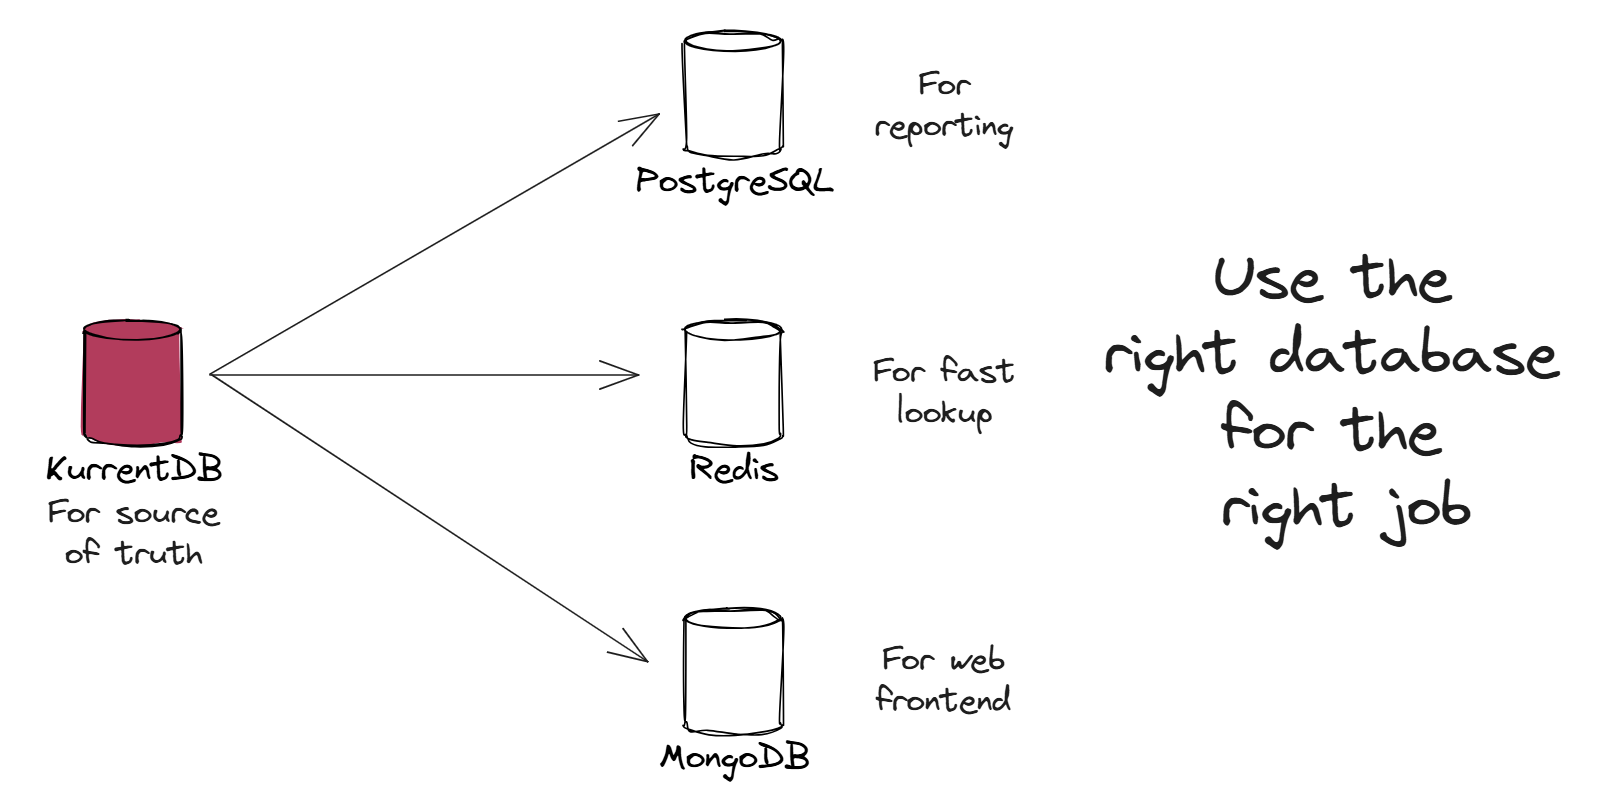 PostgreSQL
For
reporting
KurrentDB
For source
of truth
Redis
For fast
lookup
MongoDB
For web
frontend
Use the
right database
for the
right job